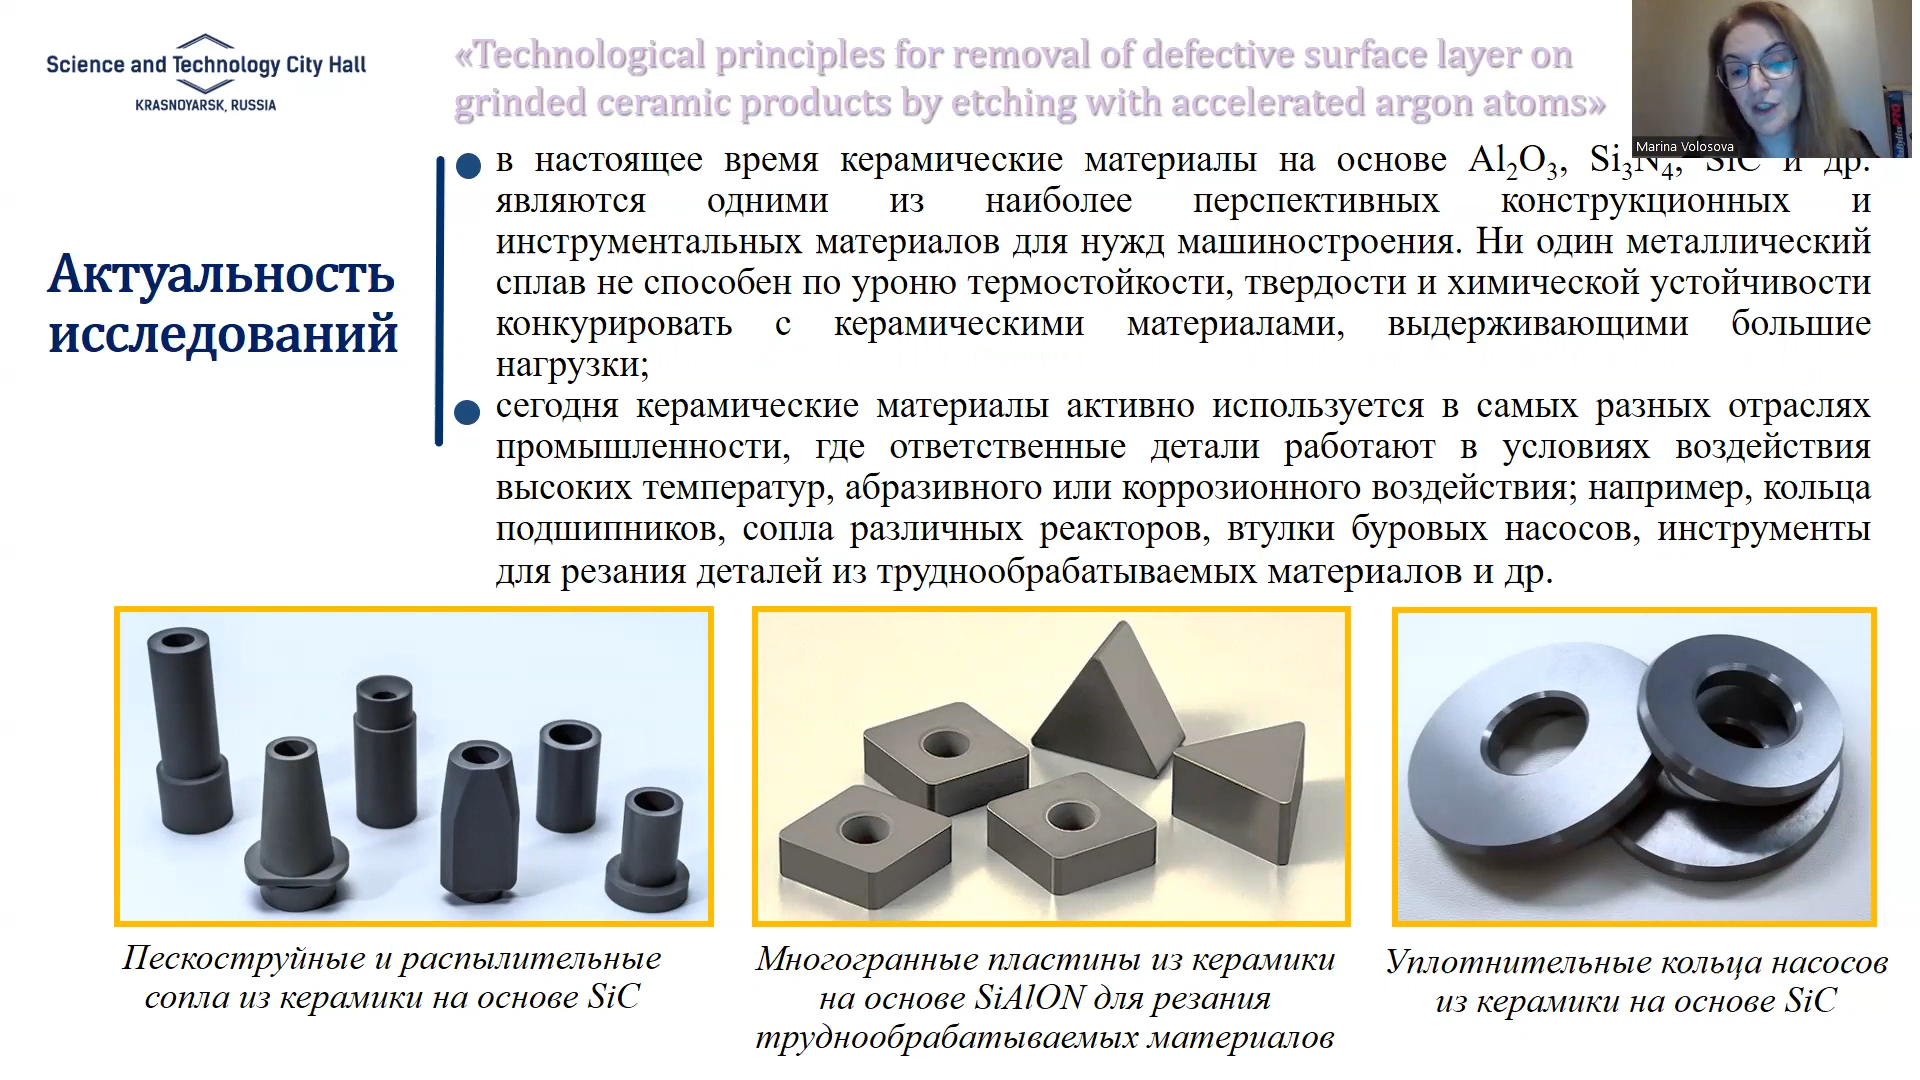 Science and Technology City Hall
KRASNOYARSK, RUSSIA
«Technological principles for removal of defective surface layer on
grinded ceramic products by etching with accelerated argon atoms»
Marina Volosova
Актуальность
исследований
в настоящее время керамические материалы на основе Al₂O₃, Si₃N₄, SiC и др.
являются одними из наиболее перспективных конструкционных и
инструментальных материалов для нужд машиностроения. Ни один металлический
сплав не способен по уроню термостойкости, твердости и химической устойчивости
конкурировать с керамическими материалами, выдерживающими большие
нагрузки;
сегодня керамические материалы активно используется в самых разных отраслях
промышленности, где ответственные детали работают в условиях воздействия
высоких температур, абразивного или коррозионного воздействия; например, кольца
подшипников, сопла различных реакторов, втулки буровых насосов, инструменты
для резания деталей из труднообрабатываемых материалов и др.
Пескоструйные и распылительные
сопла из керамики на основе SiC
Многогранные пластины из керамики
на основе SiAlON для резания
труднообрабатываемых материалов
Уплотнительные кольца насосов
из керамики на основе SiC